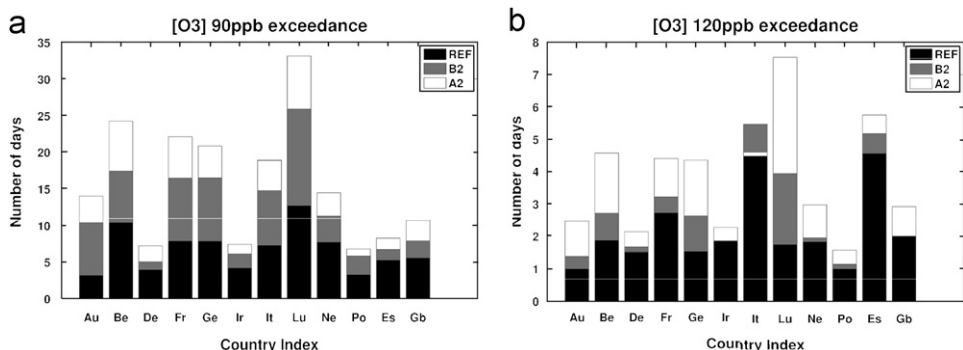 a
[O3] 90ppb exceedance
35
30
25
20
15
10
5
0
Number of days
REF
B2
A2
Au Be De Fr Ge Ir It Lu Ne Po Es Gb
Country Index
b
[O3] 120ppb exceedance
8
7
6
5
4
3
2
1
0
Number of days
REF
B2
A2
Au Be De Fr Ge Ir It Lu Ne Po Es Gb
Country Index